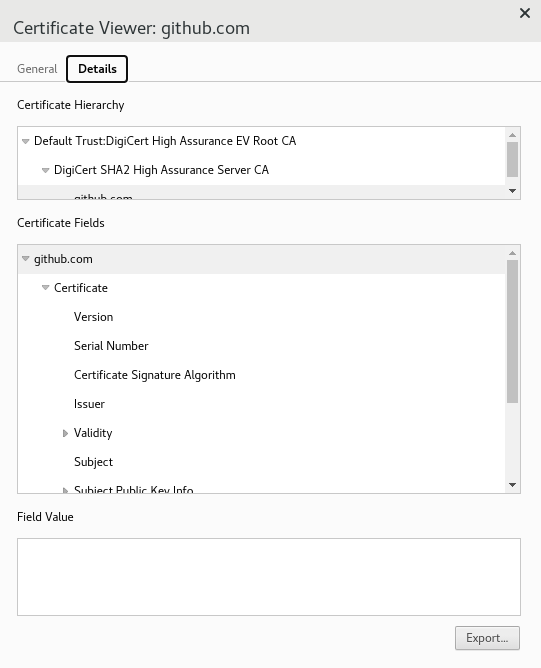 Certificate Viewer: github.com
General
Details
Certificate Hierarchy
Default Trust:DigiCert High Assurance EV Root CA
DigiCert SHA2 High Assurance Server CA
github.com
Certificate Fields
github.com
Certificate
Version
Serial Number
Certificate Signature Algorithm
Issuer
Validity
Subject
Subject Public Key Info
Field Value
Export...